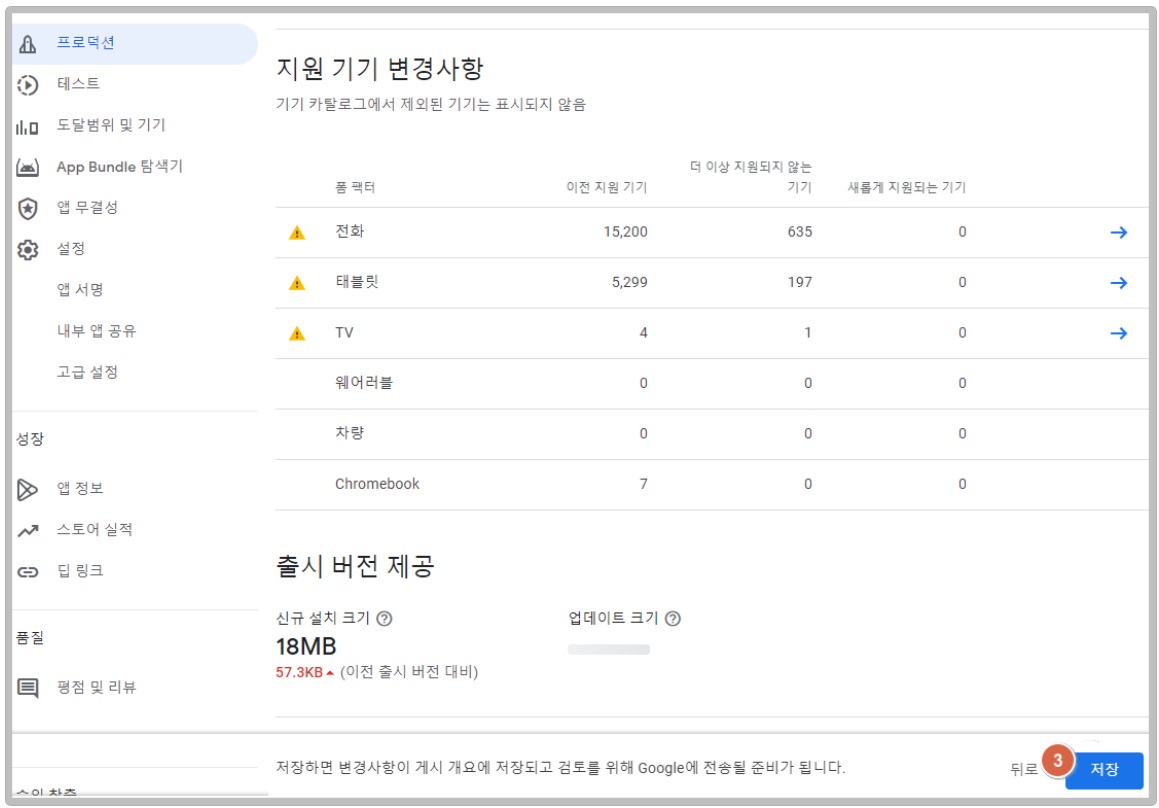 프로덕션
테스트
도달범위 및 기기
App Bundle 탐색기
앱 무결성
설정
앱 서명
내부 앱 공유
고급 설정
성장
앱 정보
스토어 실적
딥 링크
품질
평점 및 리뷰
지원 기기 변경사항
기기 카탈로그에서 제외된 기기는 표시되지 않음
폼 팩터 이전 지원 기기 더 이상 지원되지 않는 기기 새롭게 지원되는 기기
전화 15,200 635 0
태블릿 5,299 197 0
TV 4 1 0
웨어러블 0 0 0
차량 0 0 0
Chromebook 7 0 0
출시 버전 제공
신규 설치 크기 업데이트 크기
18MB
57.3KB (이전 출시 버전 대비)
저장하면 변경사항이 게시 개요에 저장되고 검토를 위해 Google에 전송될 준비가 됩니다.
뒤로 3 저장